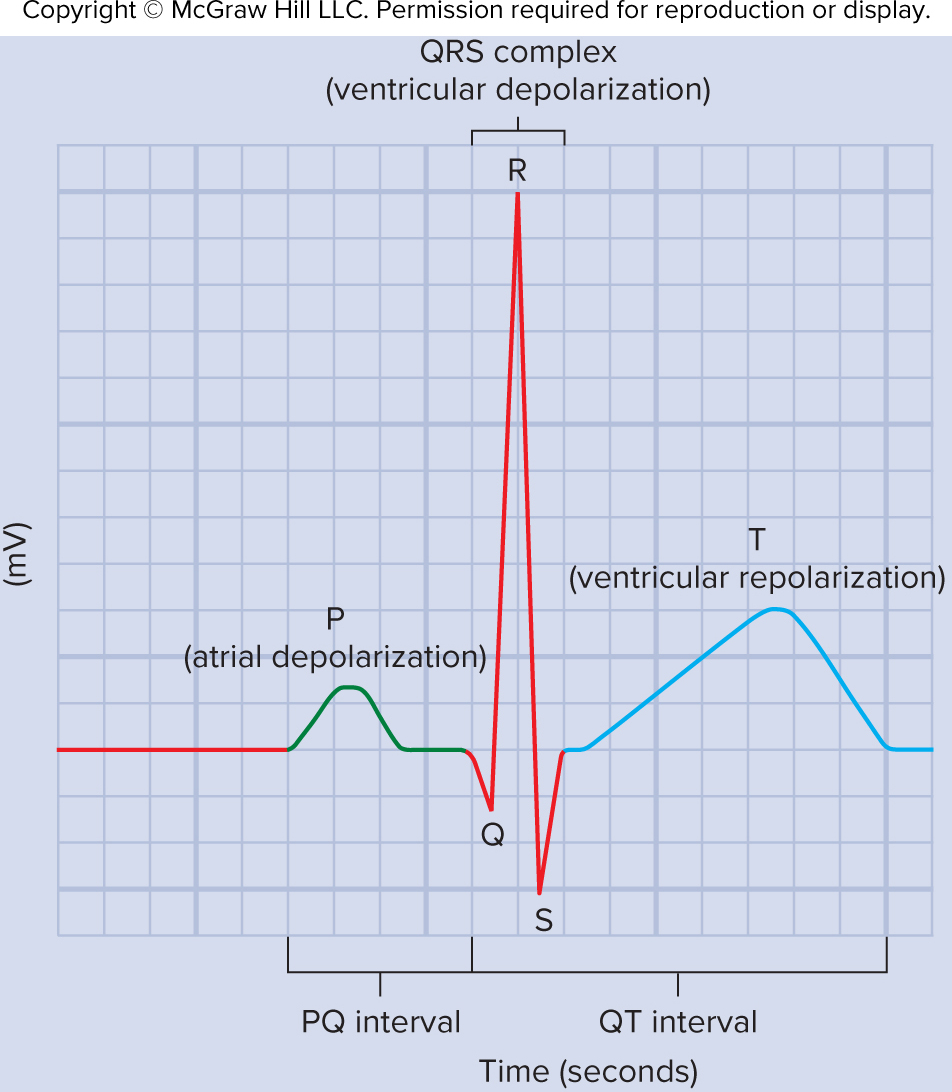 Copyright © McGraw Hill LLC. Permission required for reproduction or display.
QRS complex
(ventricular depolarization)
R
T
(ventricular repolarization)
(mV)
P
(atrial depolarization)
Q
S
PQ interval
QT interval
Time (seconds)